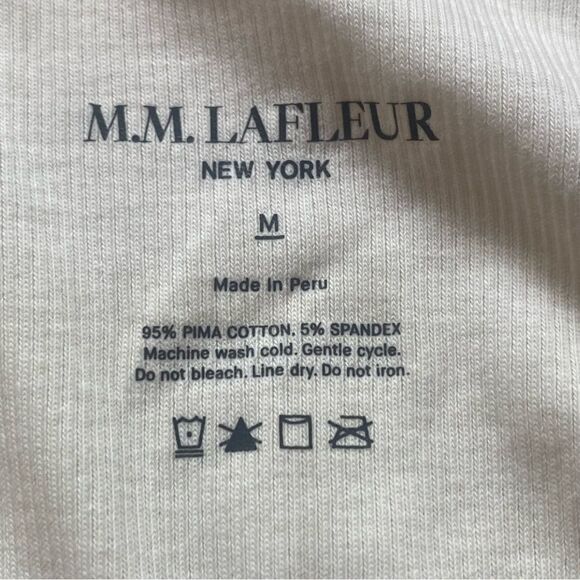 M.M. LAFLEUR
NEW YORK
M
Made In Peru
95% PIMA COTTON. 5% SPANDEX
Machine wash cold. Gentle cycle.
Do not bleach. Line dry. Do not iron.